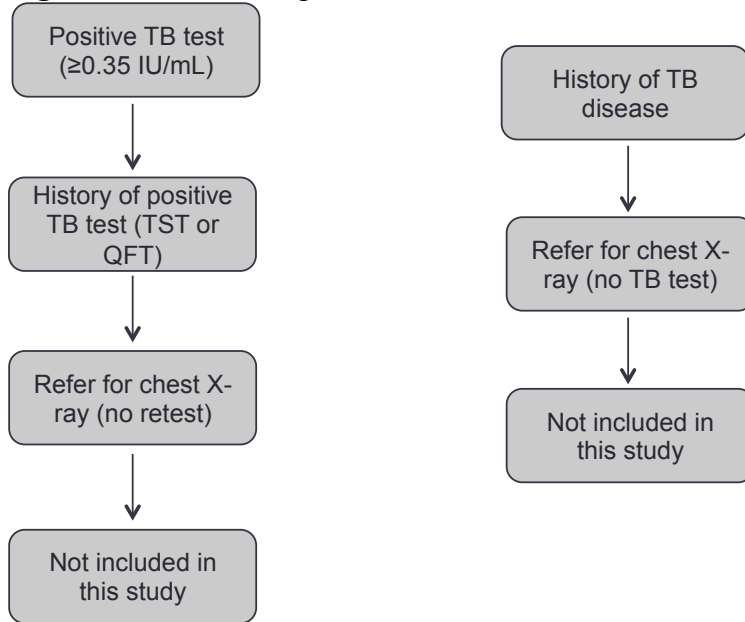 Positive TB test
(≥0.35 IU/mL)
History of positive
TB test (TST or
QFT)
Refer for chest X-
ray (no retest)
Not included in
this study
History of TB
disease
Refer for chest X-
ray (no TB test)
Not included in
this study